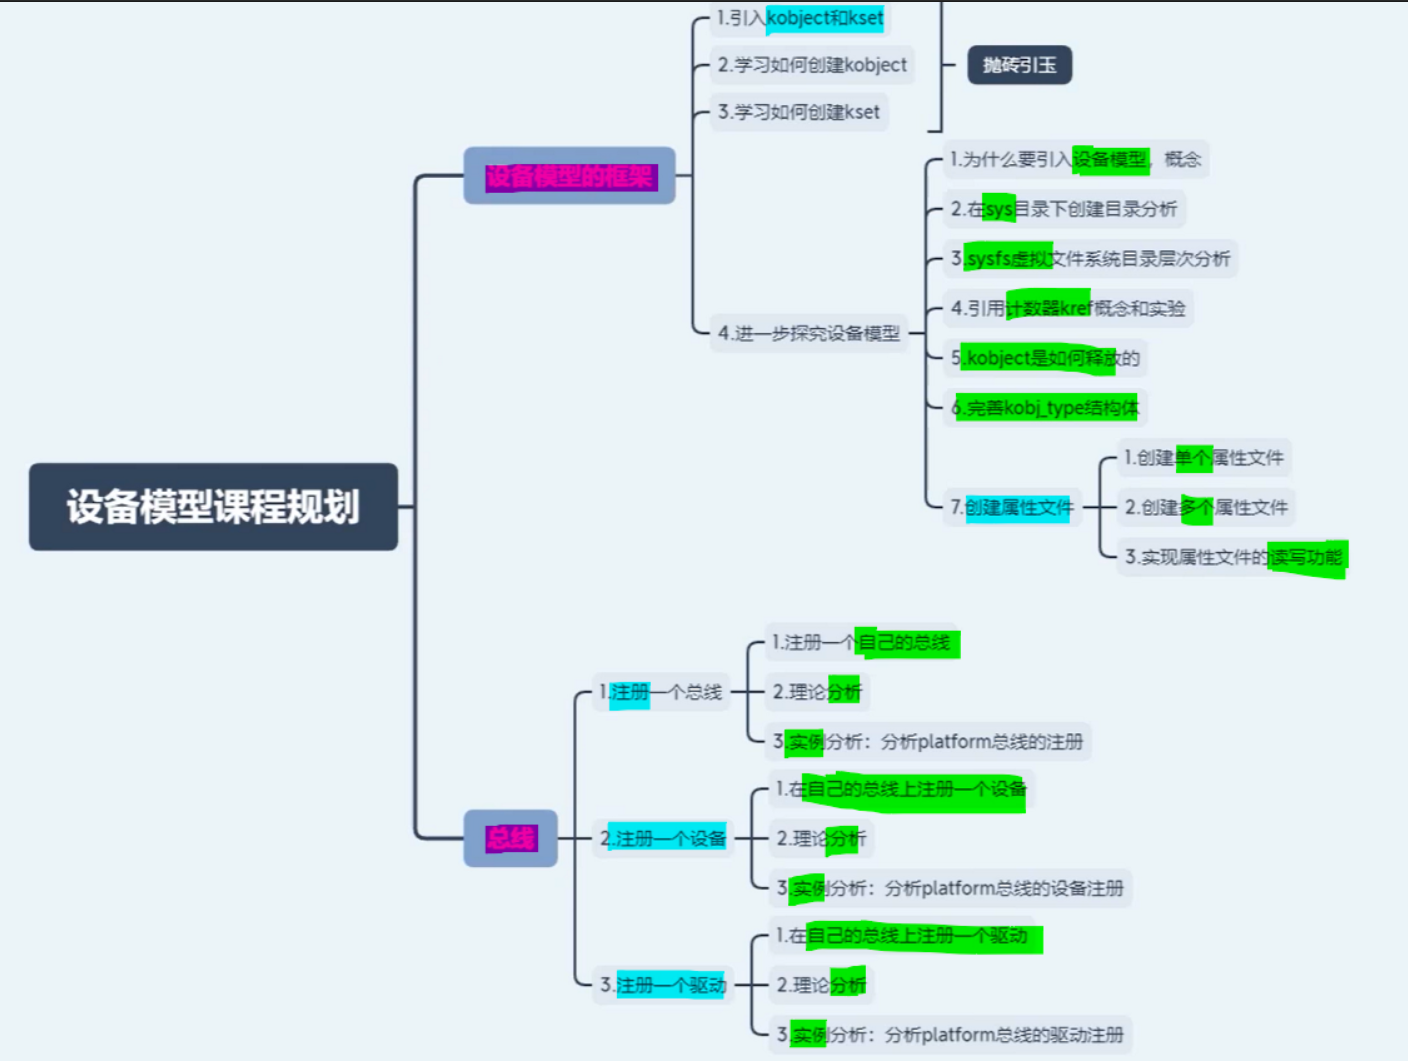 设备模型课程规划
设备模型的框架
1.引入kobject和kset
2.学习如何创建kobject
3.学习如何创建kset
抛砖引玉
4.进一步探究设备模型
1.为什么要引入设备模型，概念
2.在sys目录下创建目录分析
3.sysfs虚拟文件系统目录层次分析
4.引用计数器kref概念和实验
5.kobject是如何释放的
6.完善kobj_type结构体
7.创建属性文件
1.创建单个属性文件
2.创建多个属性文件
3.实现属性文件的读写功能
总线
1.注册一个总线
1.注册一个自己的总线
2.理论分析
3.实例分析：分析platform总线的注册
2.注册一个设备
1.在自己的总线上注册一个设备
2.理论分析
3.实例分析：分析platform总线的设备注册
3.注册一个驱动
1.在自己的总线上注册一个驱动
2.理论分析
3.实例分析：分析platform总线的驱动注册